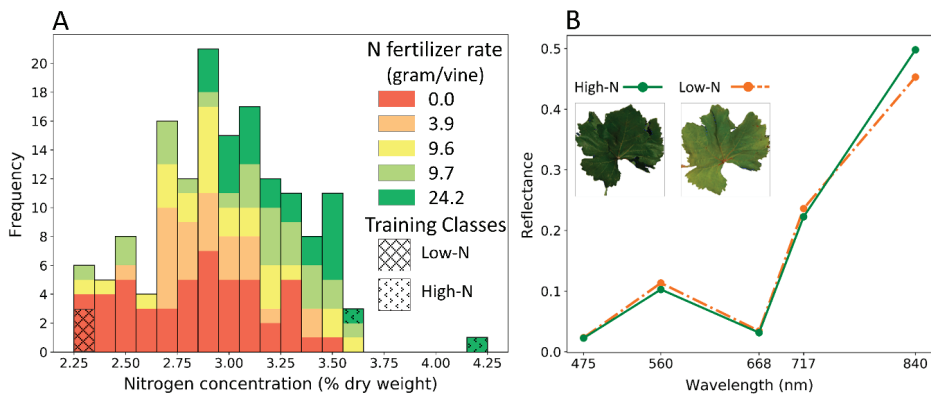 A
N fertilizer rate
(gram/vine)
0.0
3.9
9.6
9.7
24.2
Training Classes
Low-N
High-N
Frequency
20
18
16
14
12
10
8
6
4
2
0
2.25 2.50 2.75 3.00 3.25 3.50 3.75 4.00 4.25
Nitrogen concentration (% dry weight)
B
High-N Low-N
Reflectance
0.5
0.4
0.3
0.2
0.1
0.0
475 560 668 717 840
Wavelength (nm)